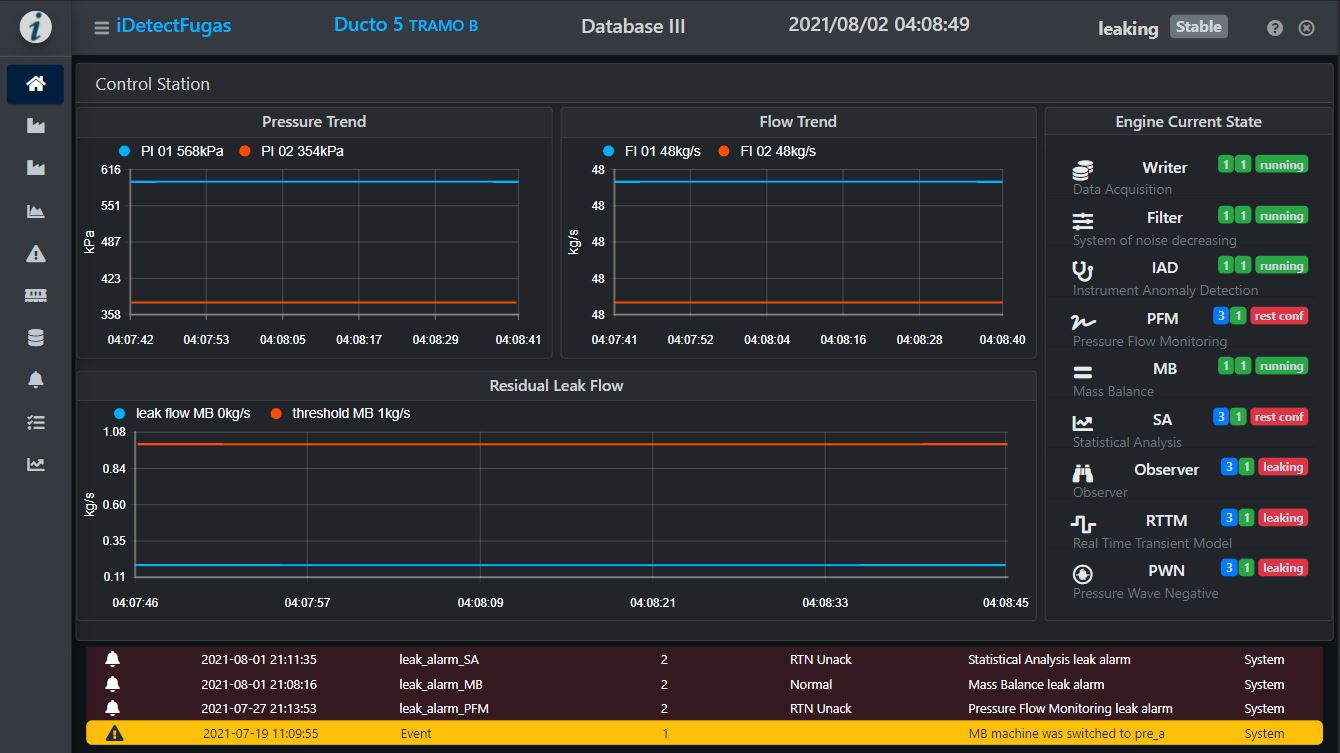 i iDetectFugas Ducto 5 TRAMO B Database III 2021/08/02 04:08:49 leaking Stable ?
Control Station
Pressure Trend
PI 01 568kPa PI 02 354kPa
616
551
487
423
358
kPa
04:07:42 04:07:53 04:08:05 04:08:17 04:08:29 04:08:41
Flow Trend
FI 01 48kg/s FI 02 48kg/s
48
48
48
48
48
kg/s
04:07:41 04:07:52 04:08:04 04:08:16 04:08:28 04:08:40
Residual Leak Flow
leak flow MB 0kg/s threshold MB 1kg/s
1.08
0.84
0.60
0.35
0.11
kg/s
04:07:46 04:07:57 04:08:09 04:08:21 04:08:33 04:08:45
Engine Current State
Writer 1 1 running
Data Acquisition
Filter 1 1 running
System of noise decreasing
IAD 1 1 running
Instrument Anomaly Detection
PFM 3 1 rest conf
Pressure Flow Monitoring
MB 1 1 running
Mass Balance
SA 3 1 rest conf
Statistical Analysis
Observer 3 1 leaking
Observer
RTTM 3 1 leaking
Real Time Transient Model
PWN 3 1 leaking
Pressure Wave Negative
2021-08-01 21:11:35 leak_alarm_SA 2 RTN Unack Statistical Analysis leak alarm System
2021-08-01 21:08:16 leak_alarm_MB 2 Normal Mass Balance leak alarm System
2021-07-27 21:13:53 leak_alarm_PFM 2 RTN Unack Pressure Flow Monitoring leak alarm System
2021-07-19 11:09:55 Event 1 MB machine was switched to pre_a System